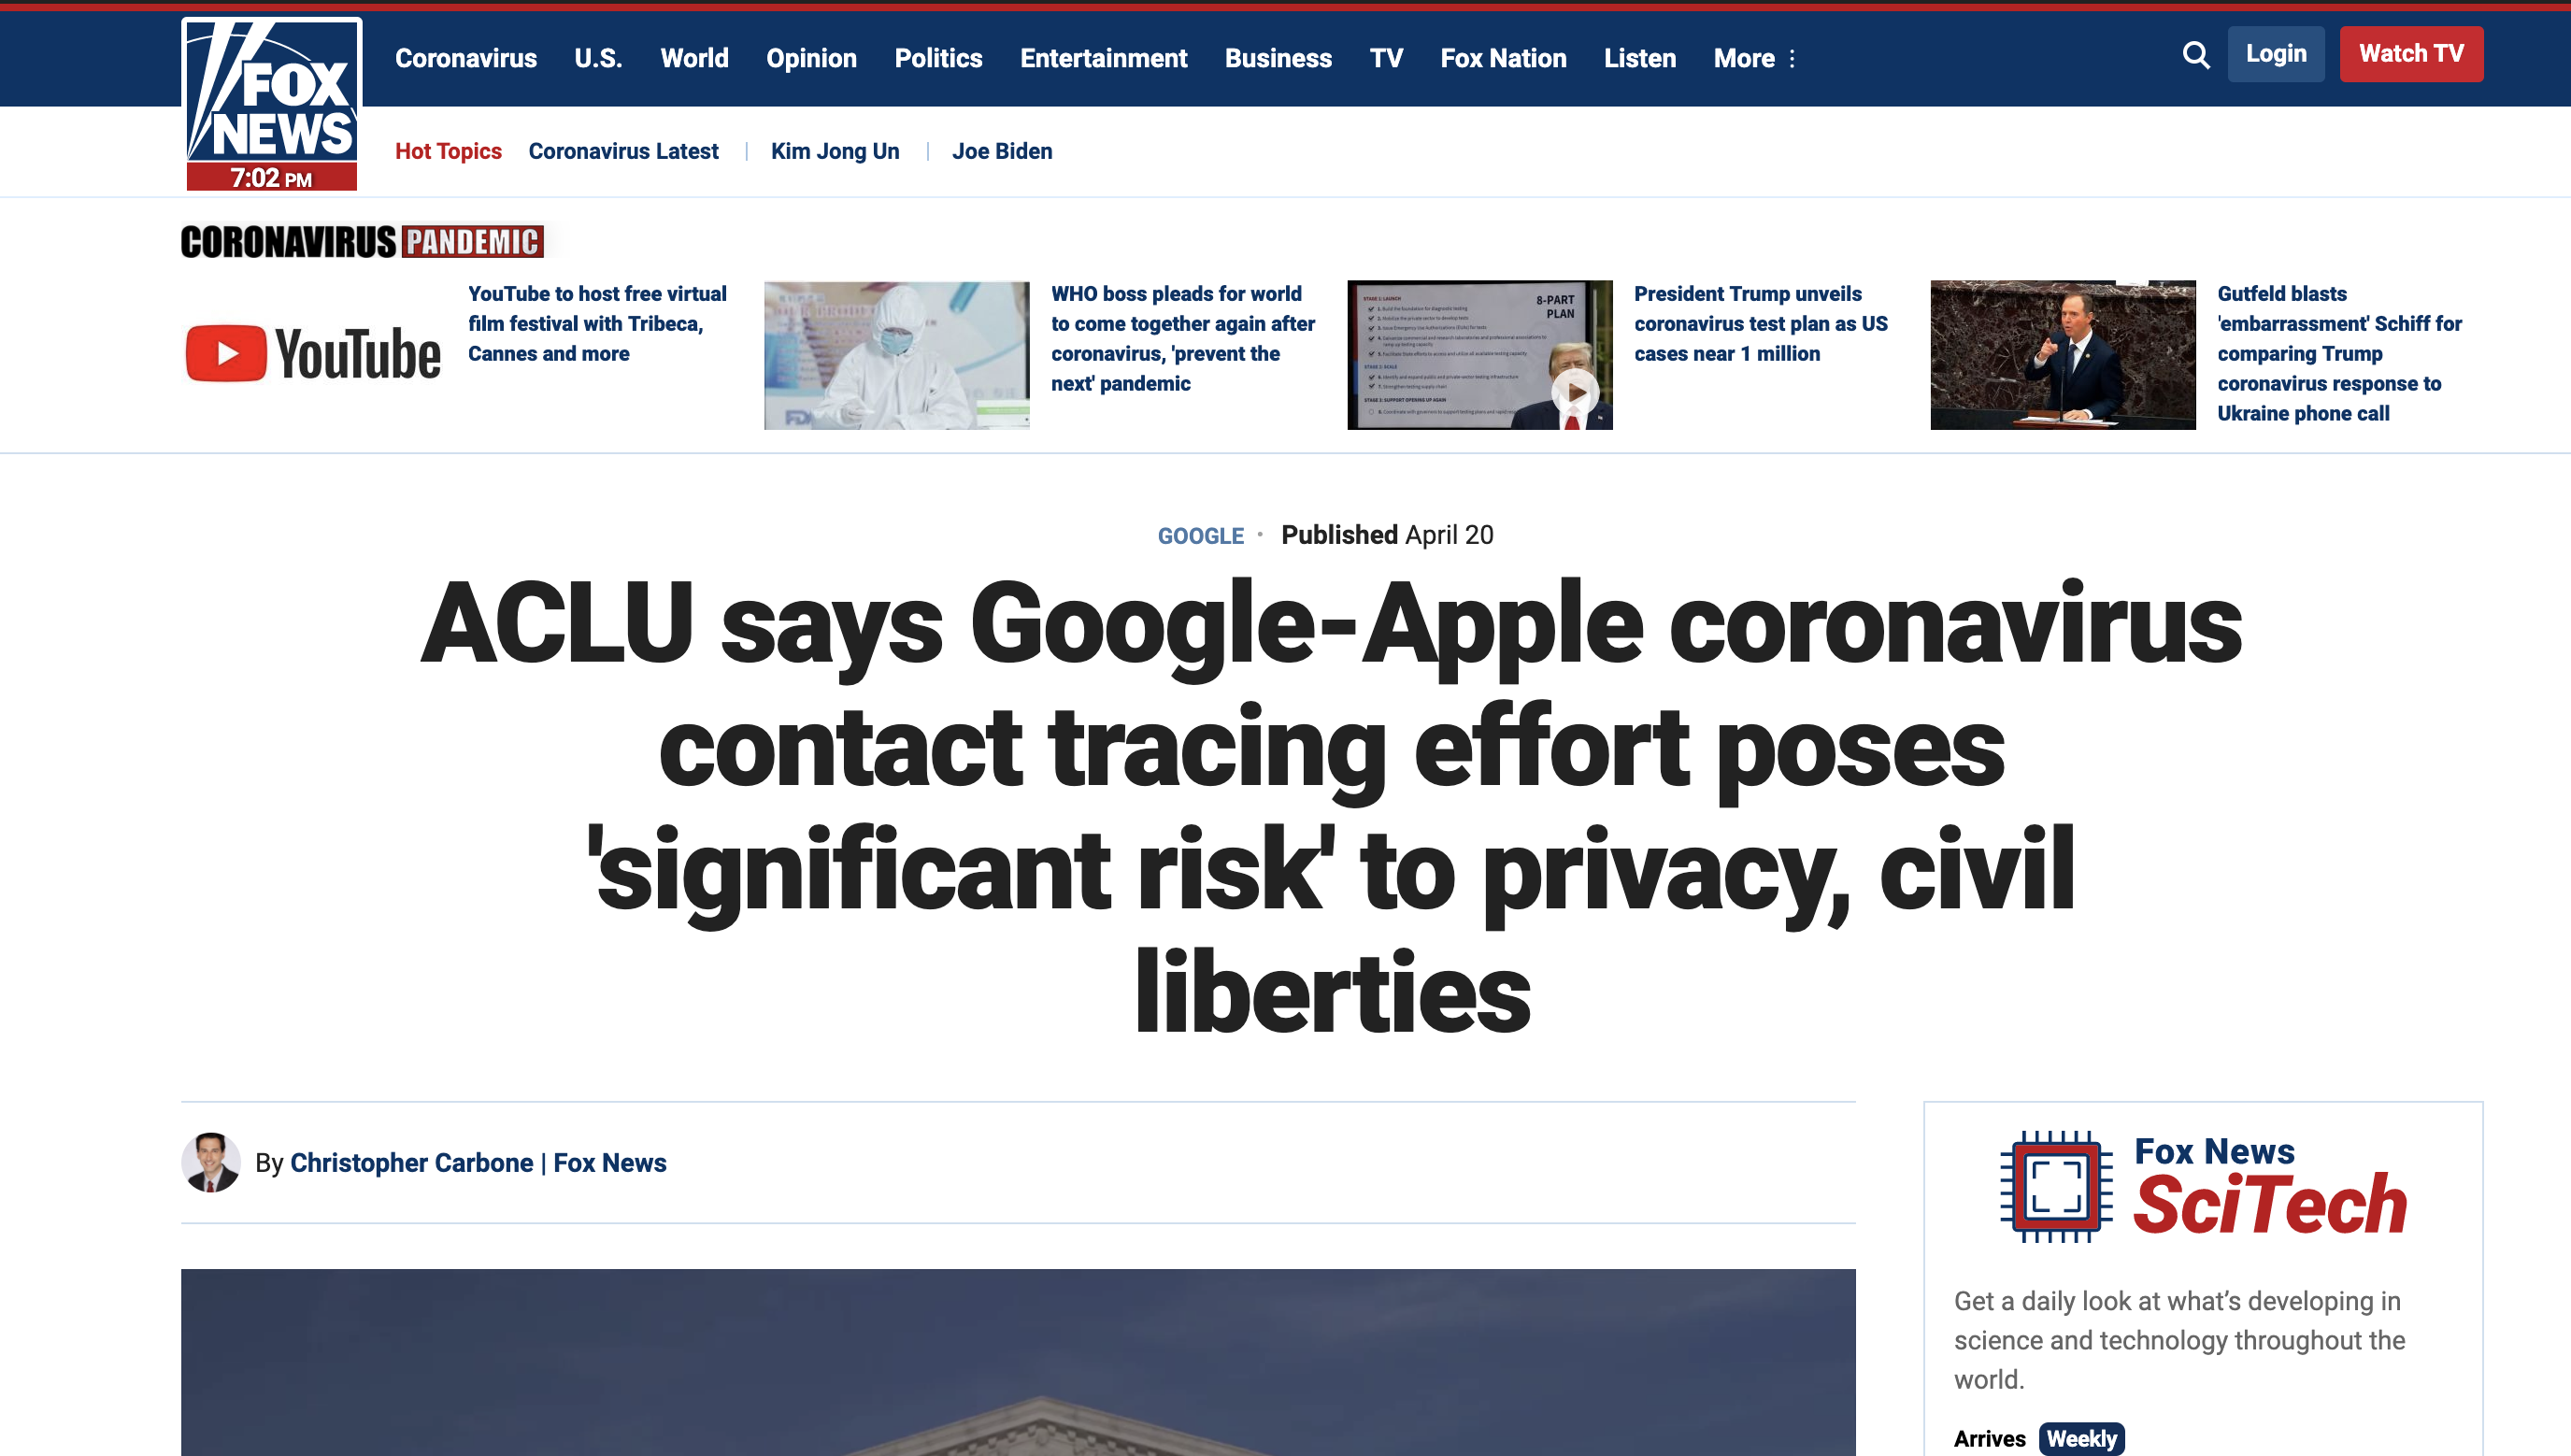 Coronavirus U.S. World Opinion Politics Entertainment Business TV Fox Nation Listen More
Login
Watch TV
FOX
NEWS
7:02 PM
Hot Topics Coronavirus Latest | Kim Jong Un | Joe Biden
CORONAVIRUS PANDEMIC
YouTube
YouTube to host free virtual
film festival with Tribeca,
Cannes and more
WHO boss pleads for world
to come together again after
coronavirus, 'prevent the
next' pandemic
8-PART
PLAN
President Trump unveils
coronavirus test plan as US
cases near 1 million
Gutfeld blasts
'embarrassment' Schiff for
comparing Trump
coronavirus response to
Ukraine phone call
GOOGLE · Published April 20
ACLU says Google-Apple coronavirus
contact tracing effort poses
'significant risk' to privacy, civil
liberties
By Christopher Carbone | Fox News
Fox News
SciTech
Get a daily look at what’s developing in
science and technology throughout the
world.
Arrives Weekly